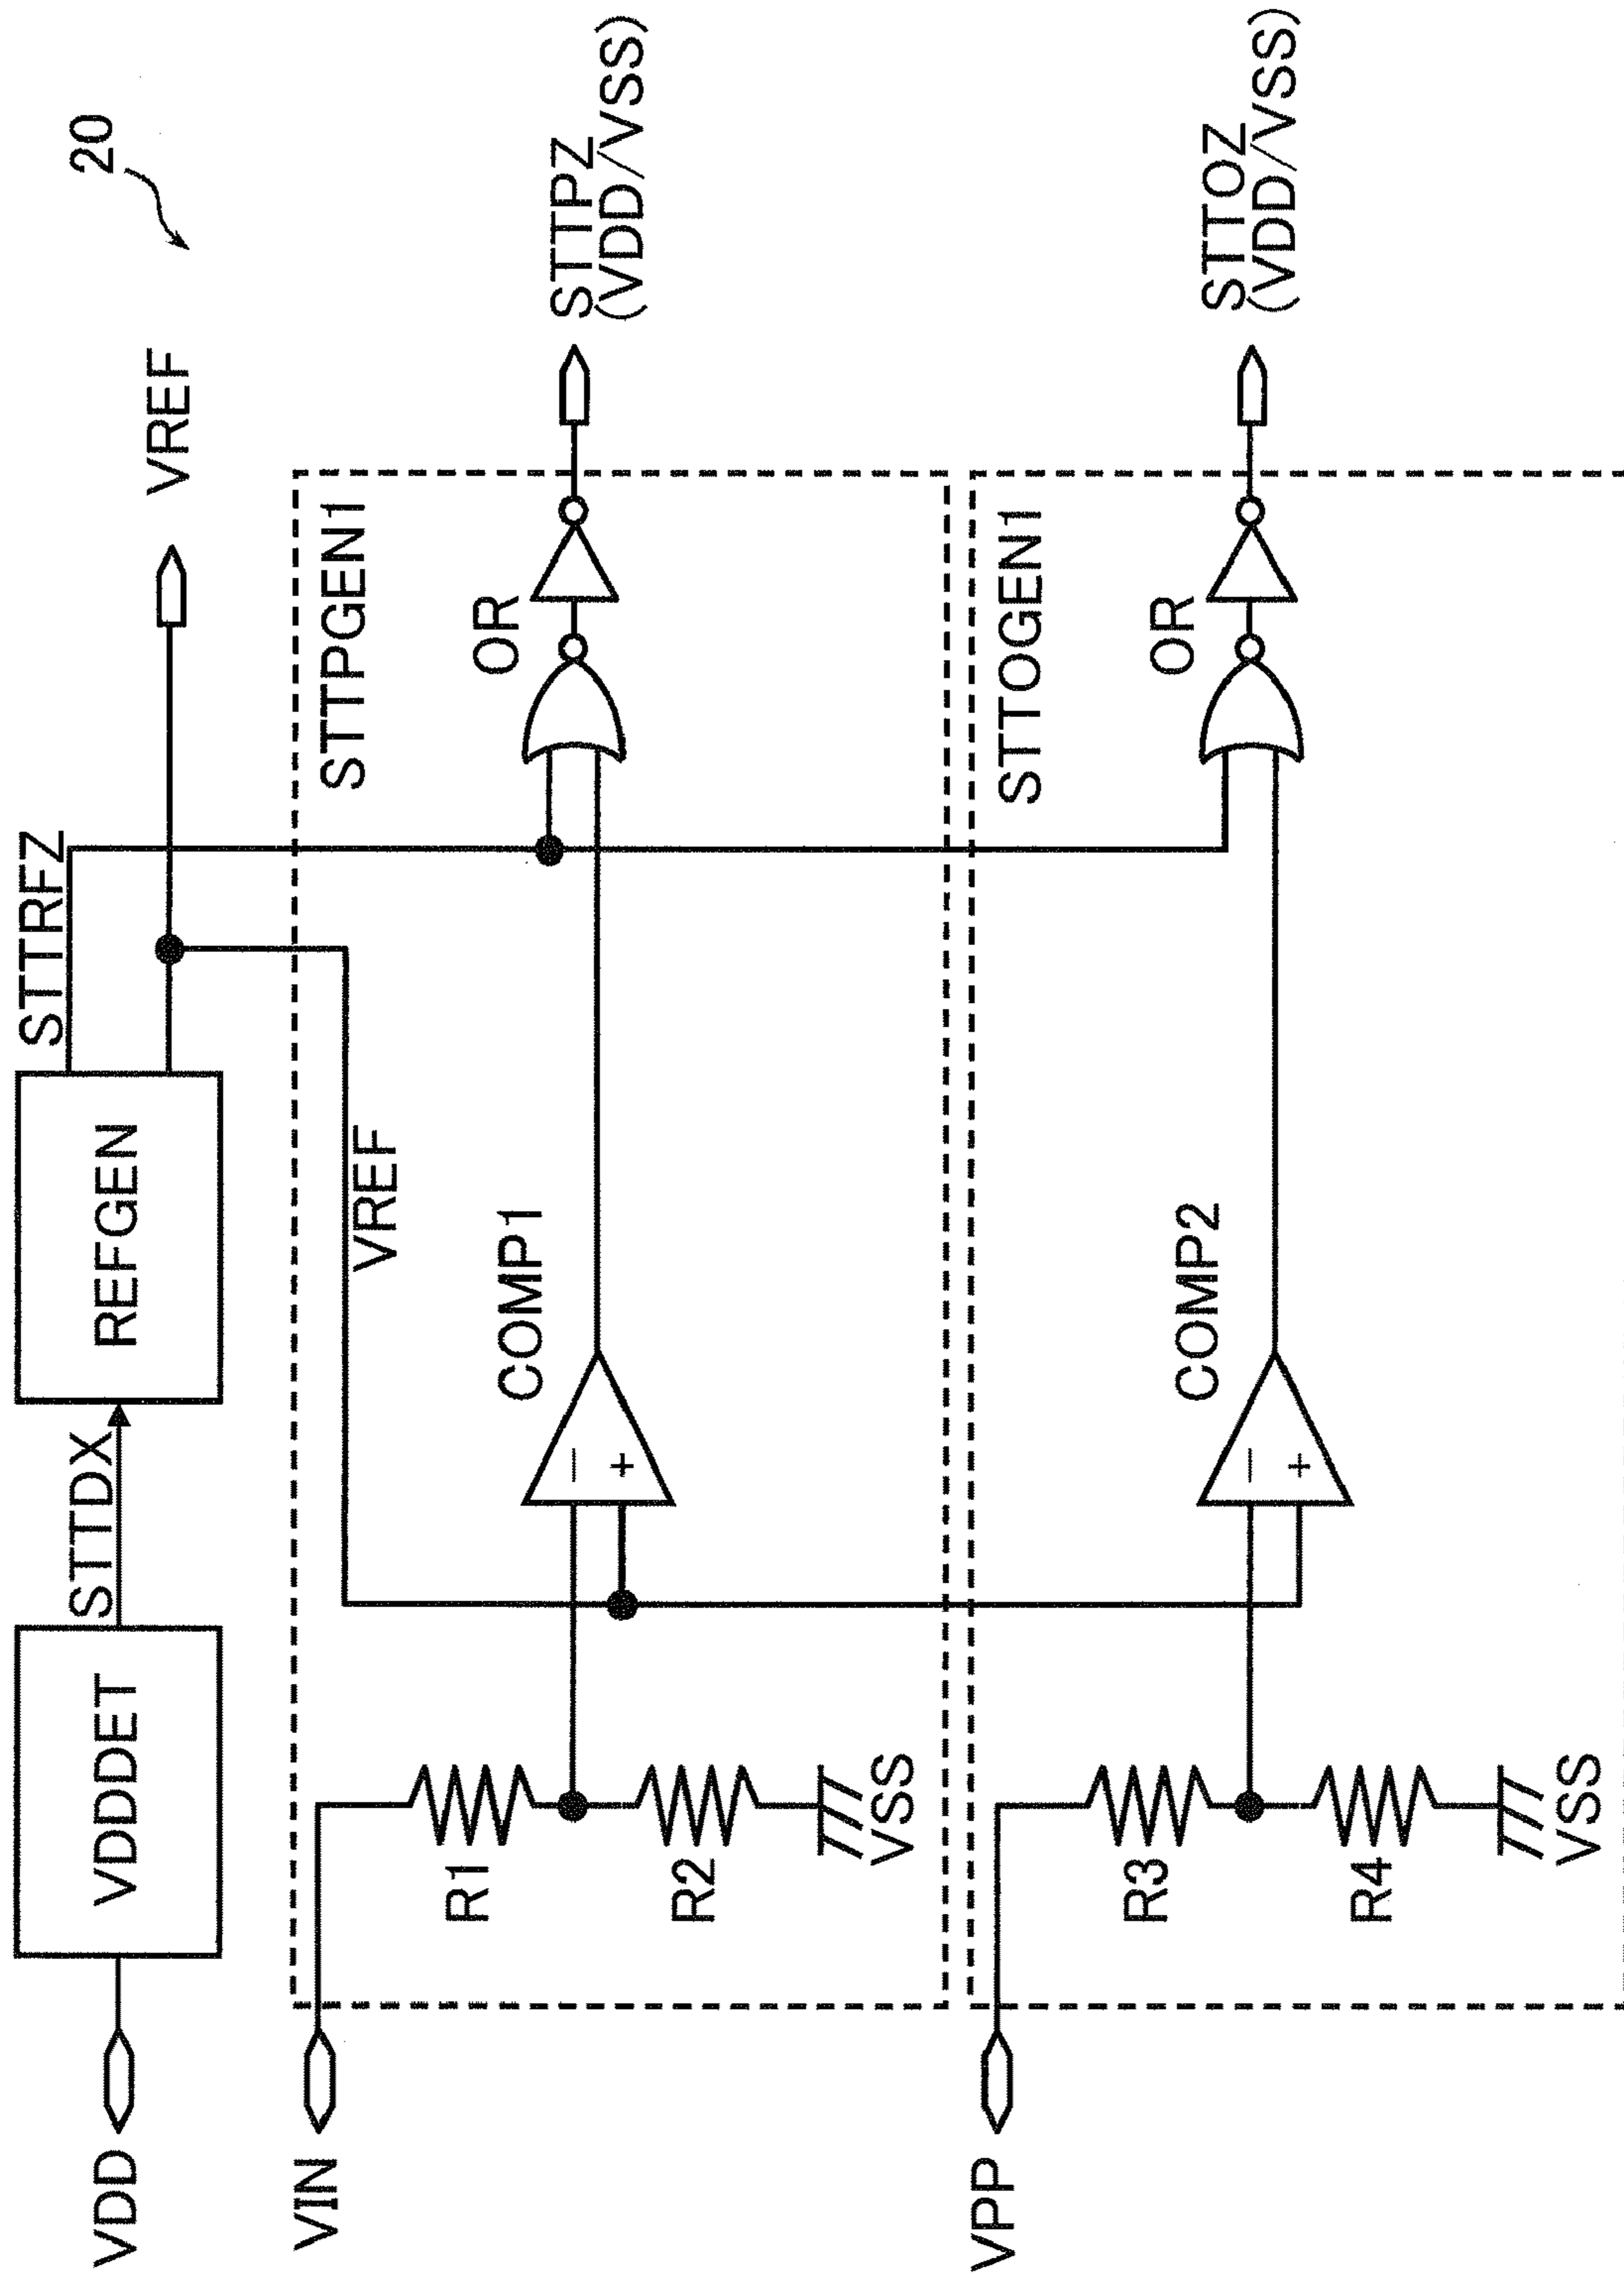 20
VDD
VDDDET
STTDX
REFGEN
STTRFZ
VREF
VIN
VREF
STTPGEN1
R1
R2
VSS
COMP1
- +
OR
STTPZ
(VDD/VSS)
VPP
STTOGEN1
R3
R4
VSS
COMP2
- +
OR
STTOZ
(VDD/VSS)